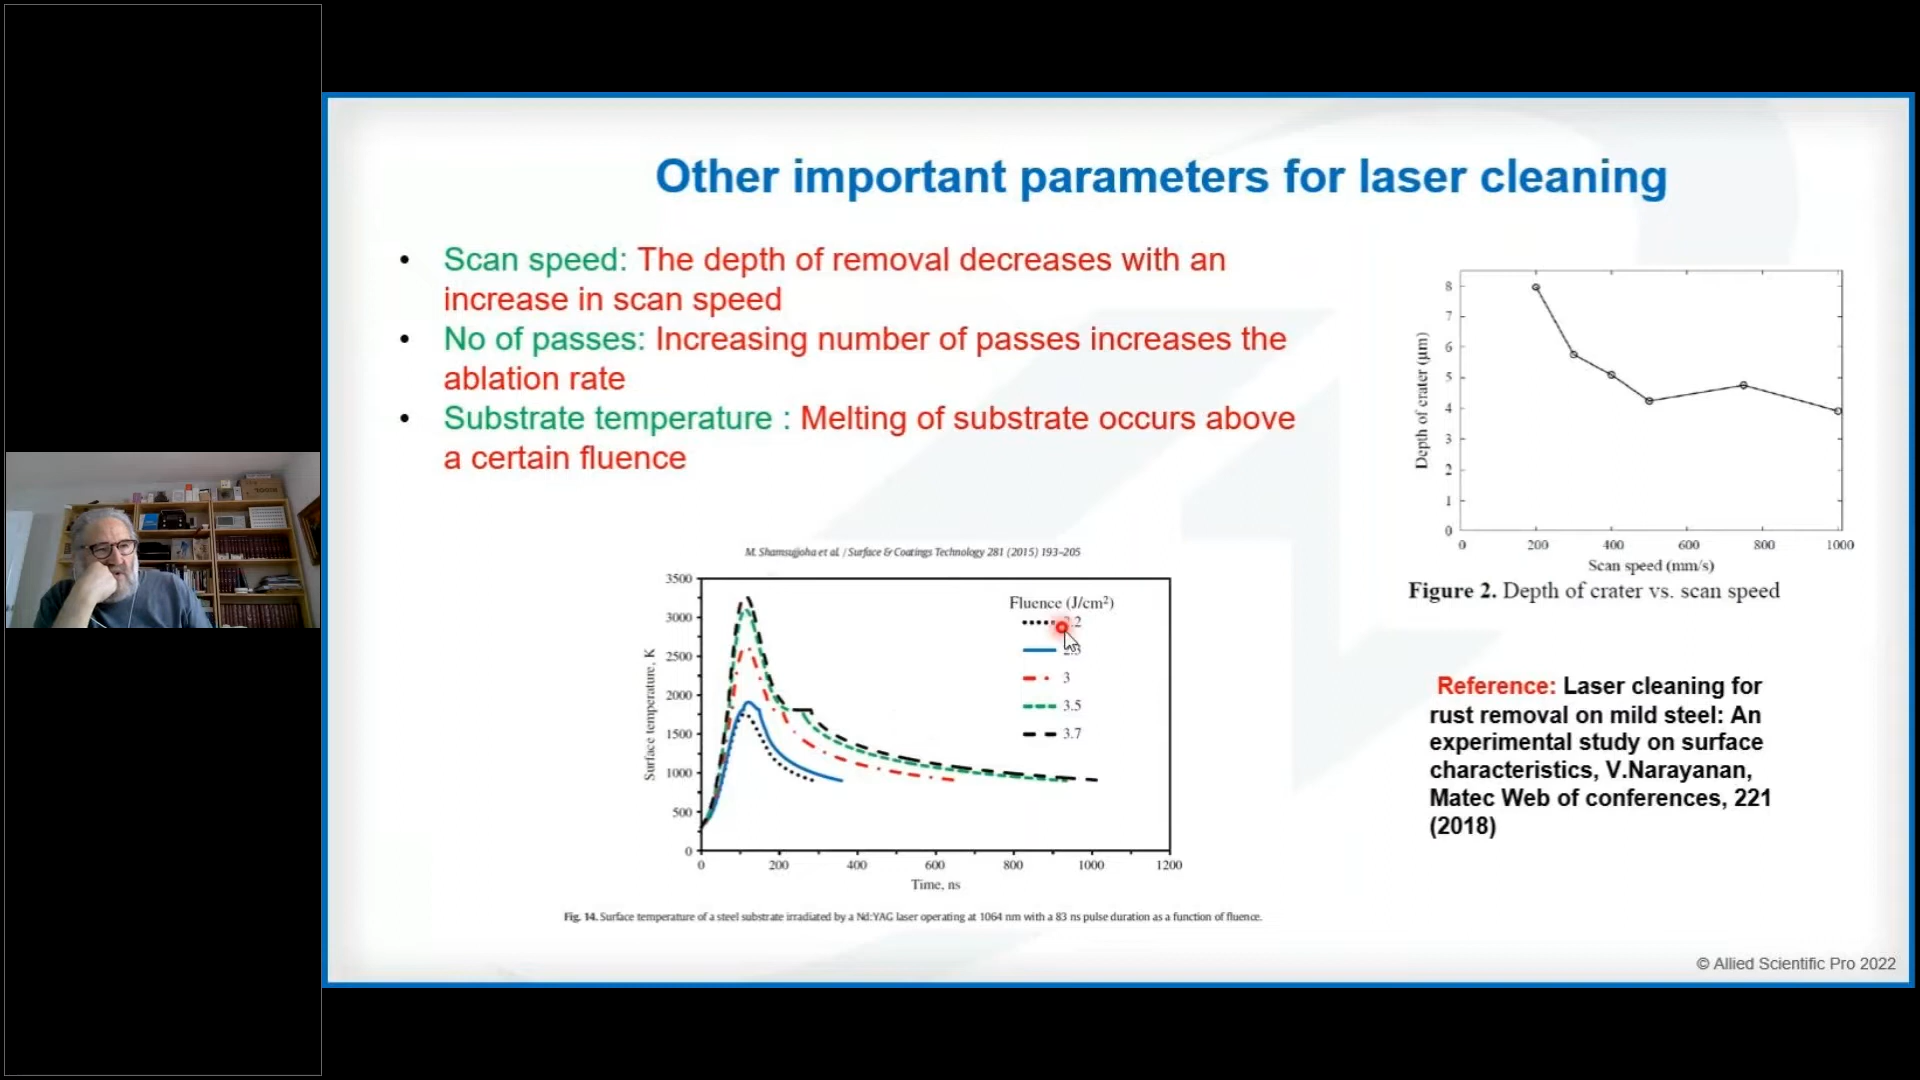 Other important parameters for laser cleaning
• Scan speed: The depth of removal decreases with an
increase in scan speed
• No of passes: Increasing number of passes increases the
ablation rate
• Substrate temperature : Melting of substrate occurs above
a certain fluence
8
7
6
5
4
3
2
1
0
Depth of crater (μm)
0 200 400 600 800 1000
Scan speed (mm/s)
Figure 2. Depth of crater vs. scan speed
M. Shamsujjoha et al. / Surface & Coatings Technology 281 (2015) 193–205
3500
3000
2500
2000
1500
1000
500
0
Surface temperature, K
Fluence (J/cm²)
3
3.5
3.7
0 200 400 600 800 1000 1200
Time, ns
Fig. 14. Surface temperature of a steel substrate irradiated by a Nd:YAG laser operating at 1064 nm with a 83 ns pulse duration as a function of fluence.
Reference: Laser cleaning for
rust removal on mild steel: An
experimental study on surface
characteristics, V.Narayanan,
Matec Web of conferences, 221
(2018)
© Allied Scientific Pro 2022